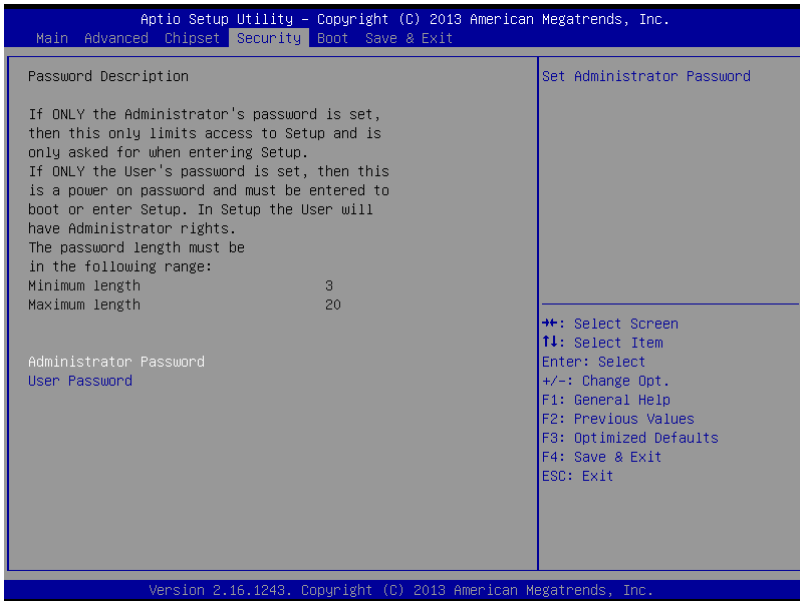 Aptio Setup Utility – Copyright (C) 2013 American Megatrends, Inc.
Main Advanced Chipset Security Boot Save & Exit
Password Description
If ONLY the Administrator's password is set,
then this only limits access to Setup and is
only asked for when entering Setup.
If ONLY the User's password is set, then this
is a power on password and must be entered to
boot or enter Setup. In Setup the User will
have Administrator rights.
The password length must be
in the following range:
Minimum length 3
Maximum length 20
Administrator Password
User Password
Set Administrator Password
→←: Select Screen
↑↓: Select Item
Enter: Select
+/-: Change Opt.
F1: General Help
F2: Previous Values
F3: Optimized Defaults
F4: Save & Exit
ESC: Exit
Version 2.16.1243. Copyright (C) 2013 American Megatrends, Inc.